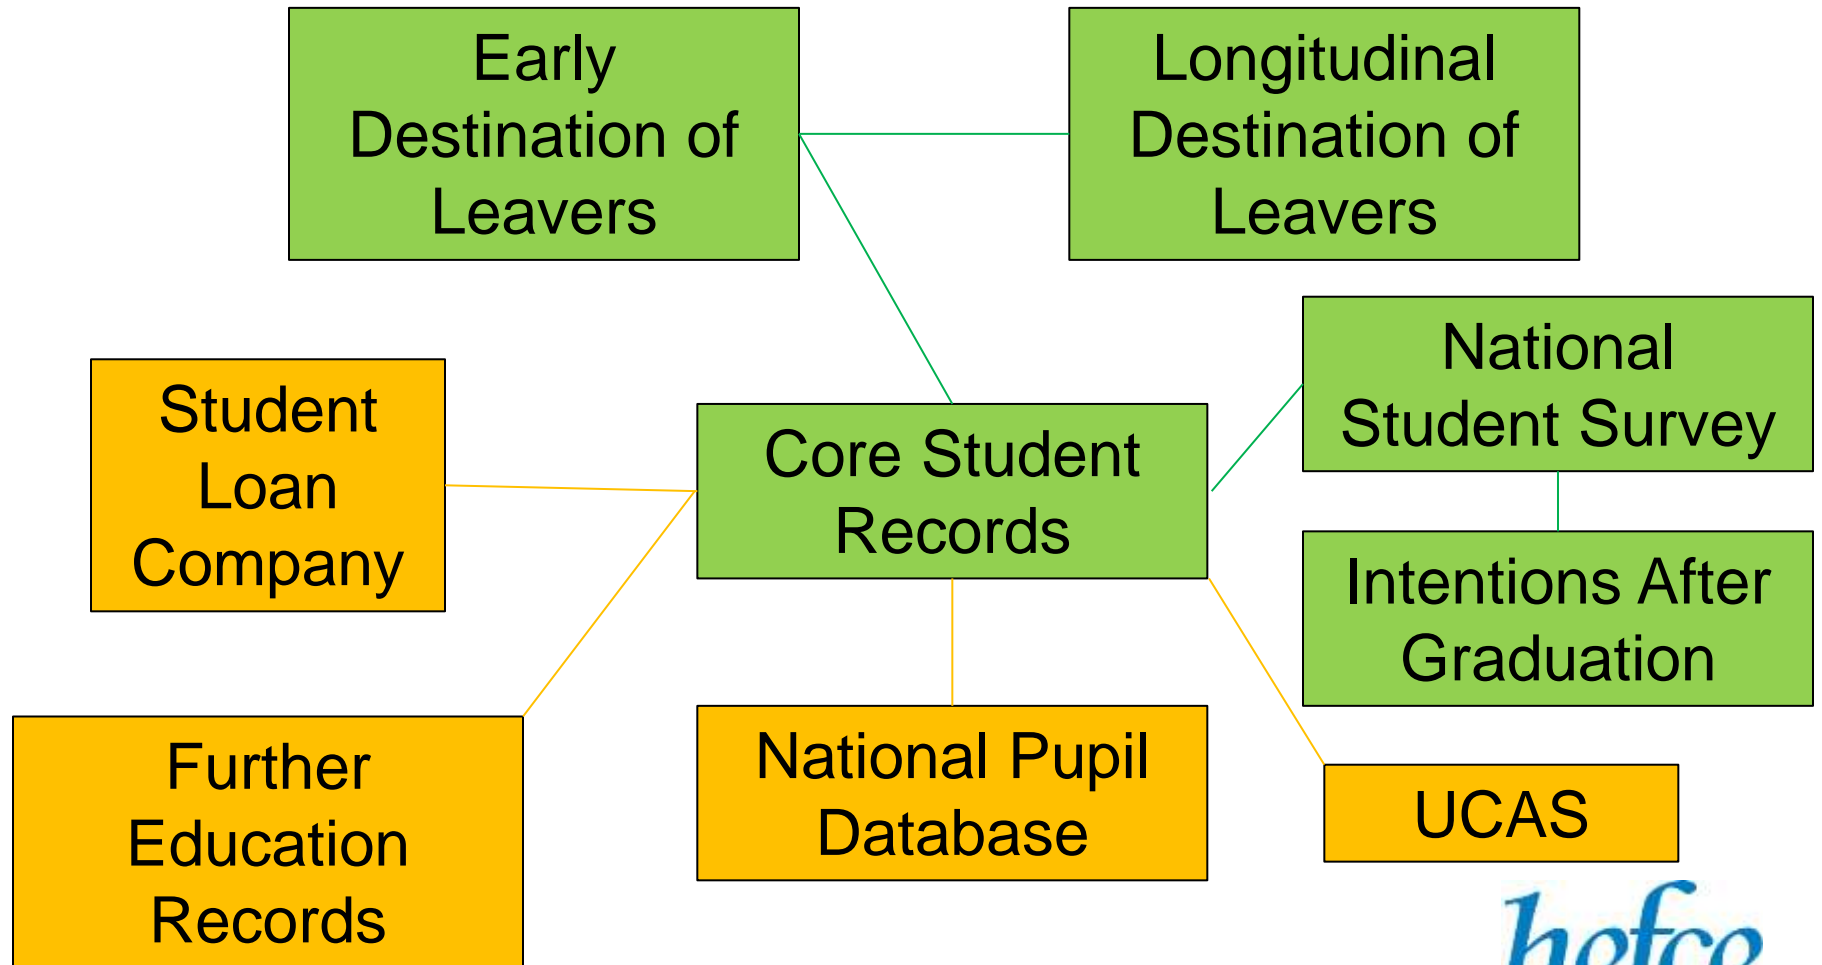 Early
Destination of
Leavers
Longitudinal
Destination of
Leavers
National
Student Survey
Student
Loan
Company
Core Student
Records
Intentions After
Graduation
Further
Education
Records
National Pupil
Database
UCAS
hefce